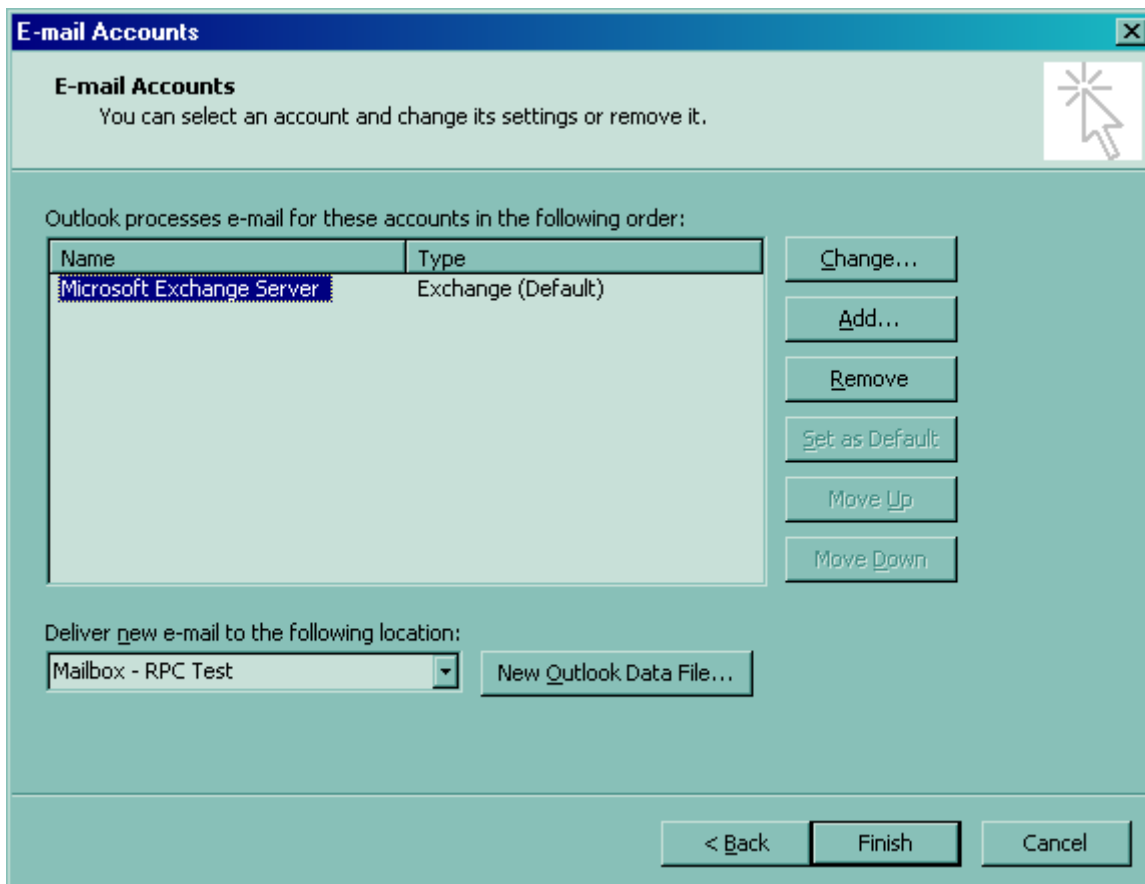 E-mail Accounts
E-mail Accounts
You can select an account and change its settings or remove it.
Outlook processes e-mail for these accounts in the following order:
Name Type
Microsoft Exchange Server Exchange (Default)
Change...
Add...
Remove
Set as Default
Move Up
Move Down
Deliver new e-mail to the following location:
Mailbox - RPC Test
New Outlook Data File...
< Back Finish Cancel